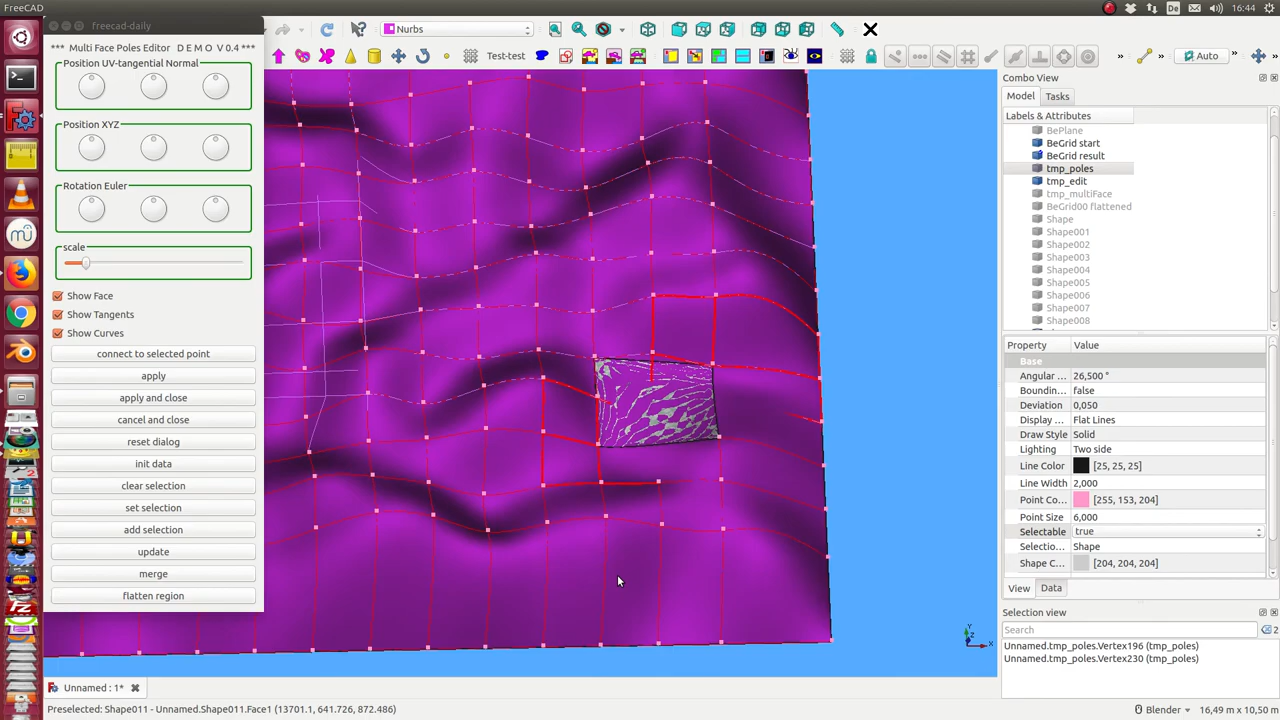 FreeCAD
16:44
freecad-daily
*** Multi Face Poles Editor   D E M O  V 0.4 ***
V-tangential Normal
Position XYZ
Rotation Euler
scale
Show Face
Show Tangents
Show Curves
connect to selected point
apply
apply and close
cancel and close
reset dialog
init data
clear selection
set selection
add selection
update
merge
flatten region
Nurbs
Test-test
Auto
Combo View
Model
Tasks
Labels & Attributes
BePlane
BeGrid start
BeGrid result
tmp_poles
tmp_edit
tmp_multiFace
BeGrid00 flattened
Shape
Shape001
Shape002
Shape003
Shape004
Shape005
Shape006
Shape007
Shape008
Property Value
Base
Angular ... 26,500 °
Boundin... false
Deviation 0,050
Display ... Flat Lines
Draw Style Solid
Lighting Two side
Line Color [25, 25, 25]
Line Width 2,000
Point Co... [255, 153, 204]
Point Size 6,000
Selectable true
Selectio... Shape
Shape C... [204, 204, 204]
View
Data
Selection view
Search
2
Unnamed.tmp_poles.Vertex196 (tmp_poles)
Unnamed.tmp_poles.Vertex230 (tmp_poles)
Y
Z
X
Unnamed : 1*
Preselected: Shape011 - Unnamed.Shape011.Face1 (13701.1, 641.726, 872.486)
Blender
16,49 m x 10,50 m